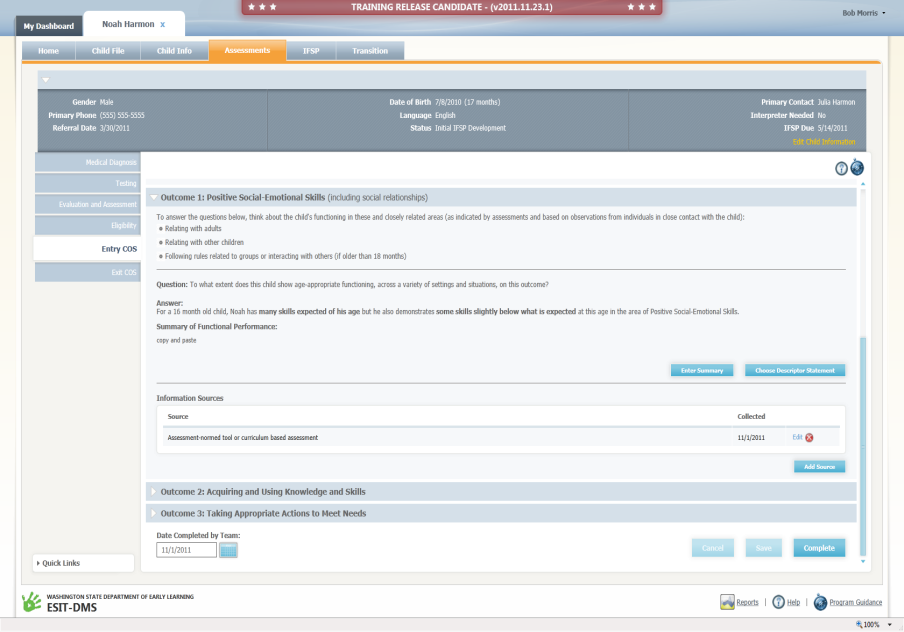 ★ ★ ★ TRAINING RELEASE CANDIDATE - (v2011.11.23.1) ★ ★ ★
Bob Morris
My Dashboard
Noah Harmon x
Home
Child File
Child Info
Assessments
IFSP
Transition
Gender Male
Date of Birth 7/8/2010 (17 months)
Primary Contact Julia Harmon
Primary Phone (555) 555-5555
Language English
Interpreter Needed No
Referral Date 3/30/2011
Status Initial IFSP Development
IFSP Due 5/14/2011
Edit Child Information
Medical Diagnosis
Testing
Evaluation and Assessment
Eligibility
Entry COS
Exit COS
Outcome 1: Positive Social-Emotional Skills (including social relationships)
To answer the questions below, think about the child's functioning in these and closely related areas (as indicated by assessments and based on observations from individuals in close contact with the child):
• Relating with adults
• Relating with other children
• Following rules related to groups or interacting with others (if older than 18 months)
Question: To what extent does this child show age-appropriate functioning, across a variety of settings and situations, on this outcome?
Answer:
For a 16 month old child, Noah has many skills expected of his age but he also demonstrates some skills slightly below what is expected at this age in the area of Positive Social-Emotional Skills.
Summary of Functional Performance:
copy and paste
Enter Summary
Choose Descriptor Statement
Information Sources
Source
Collected
Assessment-normed tool or curriculum based assessment
11/1/2011
Edit
Add Source
Outcome 2: Acquiring and Using Knowledge and Skills
Outcome 3: Taking Appropriate Actions to Meet Needs
Date Completed by Team:
11/1/2011
Cancel
Save
Complete
Quick Links
WASHINGTON STATE DEPARTMENT OF EARLY LEARNING
ESIT-DMS
Reports | Help | Program Guidance
100%